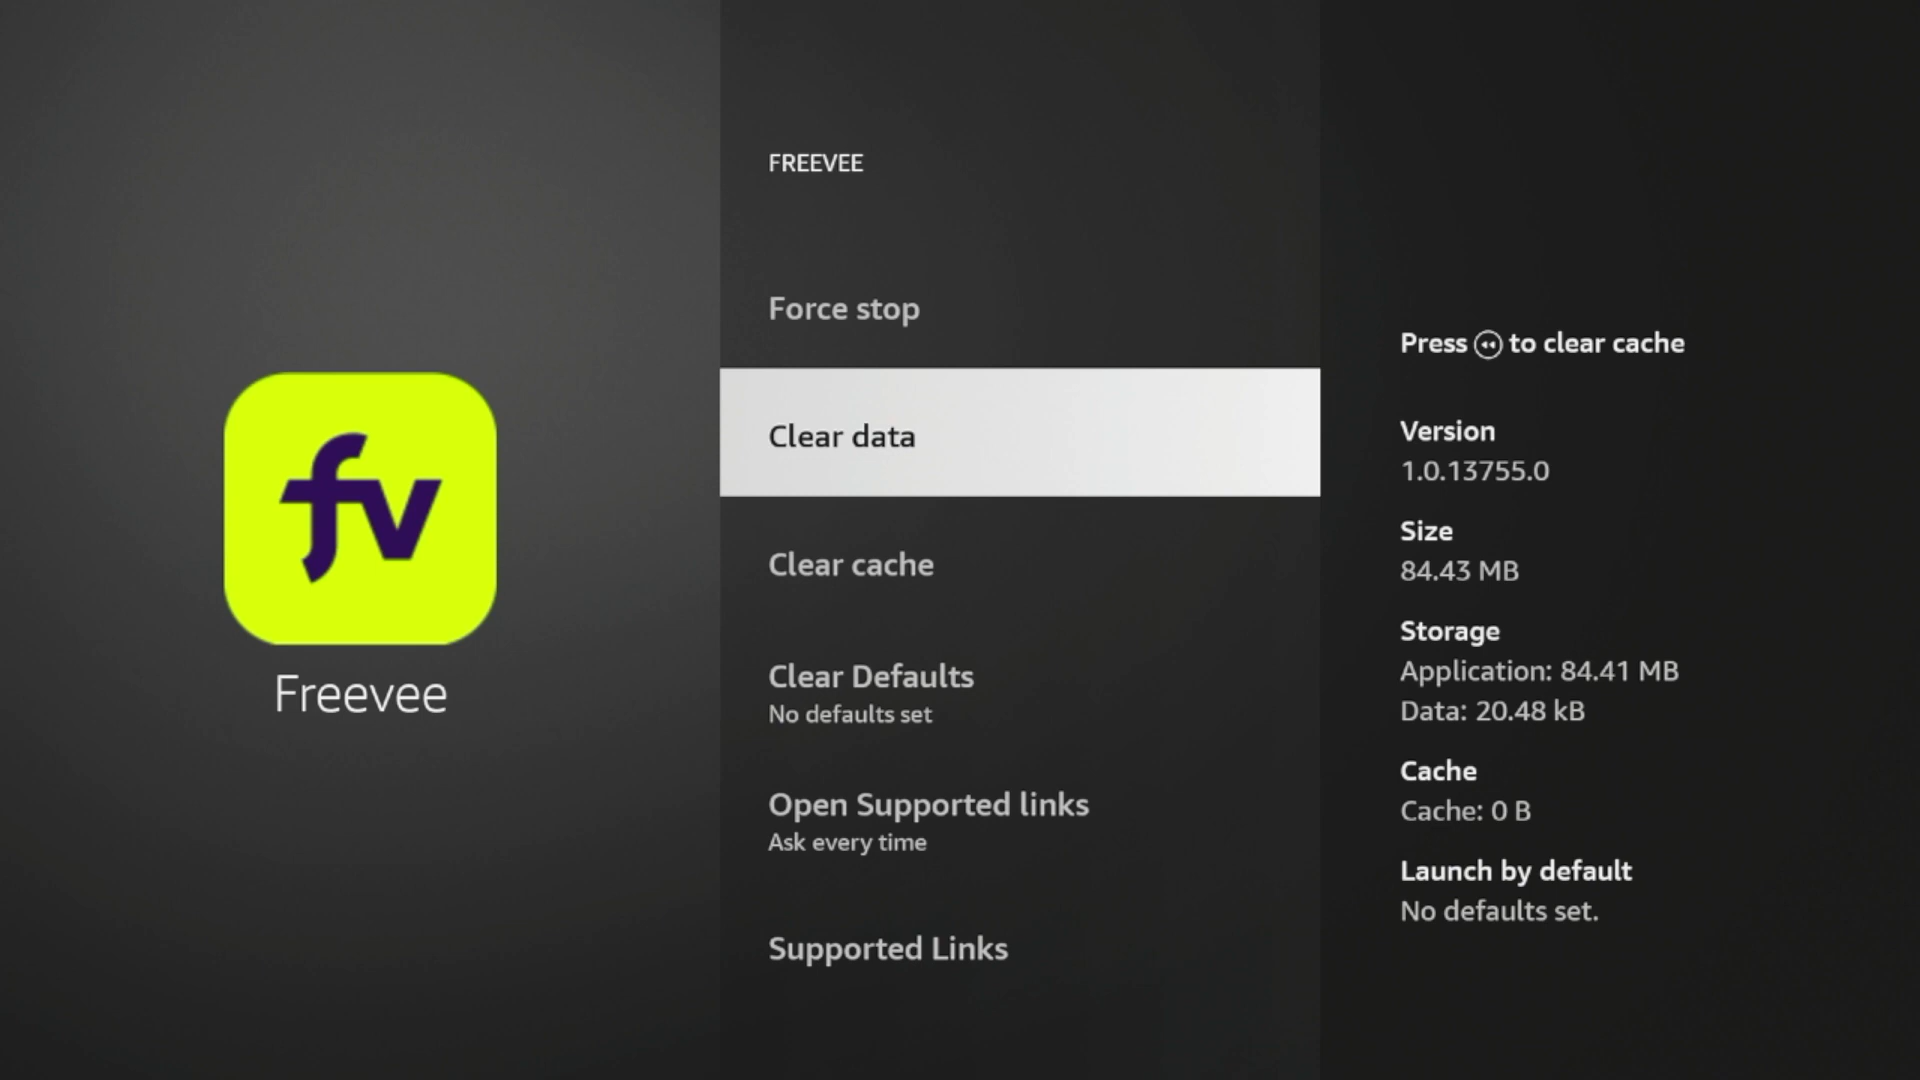 fv
Freevee
FREEVEE
Force stop
Clear data
Clear cache
Clear Defaults
No defaults set
Open Supported links
Ask every time
Supported Links
Press to clear cache
Version
1.0.13755.0
Size
84.43 MB
Storage
Application: 84.41 MB
Data: 20.48 kB
Cache
Cache: 0 B
Launch by default
No defaults set.